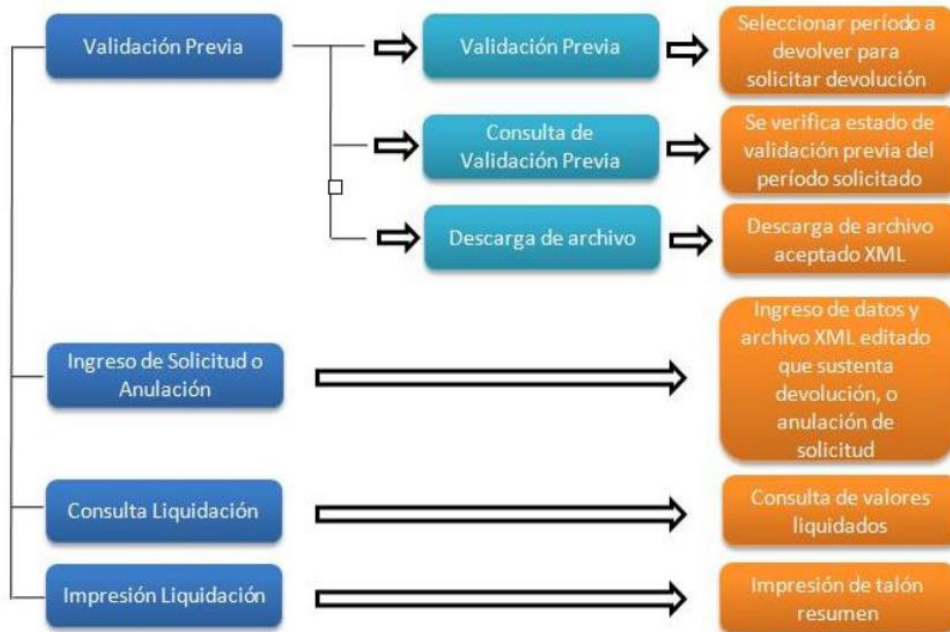 Validación Previa
Validación Previa
Seleccionar período a
devolver para
solicitar devolución
Consulta de
Validación Previa
Se verifica estado de
validación previa del
período solicitado
Descarga de archivo
Descarga de archivo
aceptado XML
Ingreso de Solicitud o
Anulación
Ingreso de datos y
archivo XML editado
que sustenta
devolución, o
anulación de
solicitud
Consulta Liquidación
Consulta de valores
liquidados
Impresión Liquidación
Impresión de talón
resumen